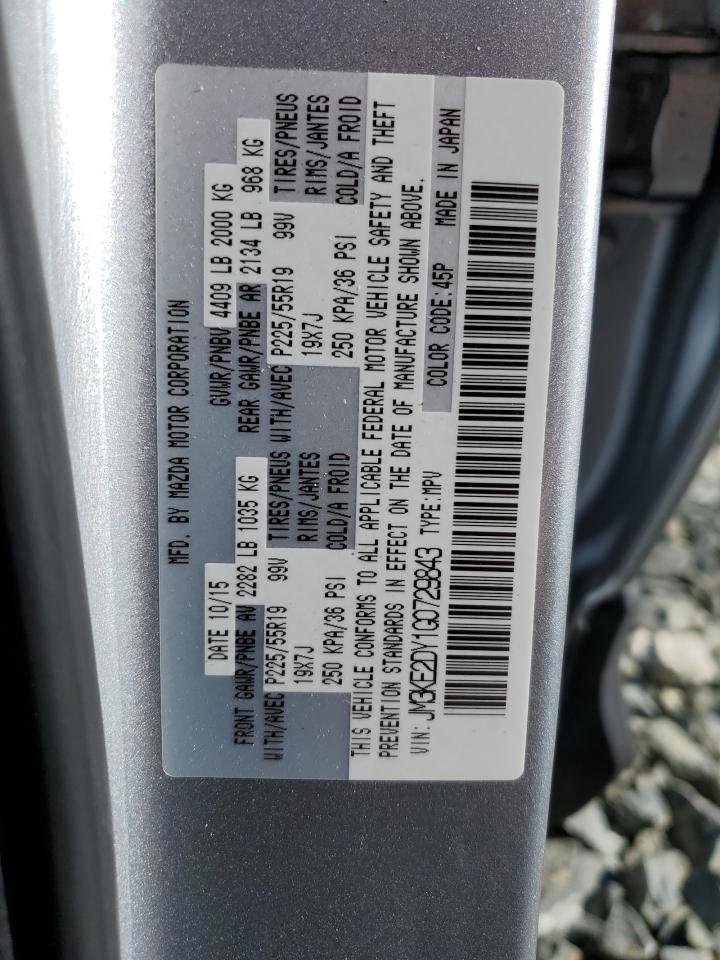 MFD. BY MAZDA MOTOR CORPORATION
DATE 10/15 GVWR/PNBV 4409 LB 2000 KG
FRONT GAWR/PNBE AV 2282 LB 1035 KG REAR GAWR/PNBE AR 2134 LB 968 KG
WITH/AVEC P225/55R19 99V TIRES/PNEUS WITH/AVEC P225/55R19 99V TIRES/PNEUS
19X7J RIMS/JANTES 19X7J RIMS/JANTES
250 KPA/36 PSI COLD/A FROID 250 KPA/36 PSI COLD/A FROID
THIS VEHICLE CONFORMS TO ALL APPLICABLE FEDERAL MOTOR VEHICLE SAFETY AND THEFT
PREVENTION STANDARDS IN EFFECT ON THE DATE OF MANUFACTURE SHOWN ABOVE.
VIN: JM3KE2DY1G0729843 TYPE: MPV COLOR CODE: 45P MADE IN JAPAN